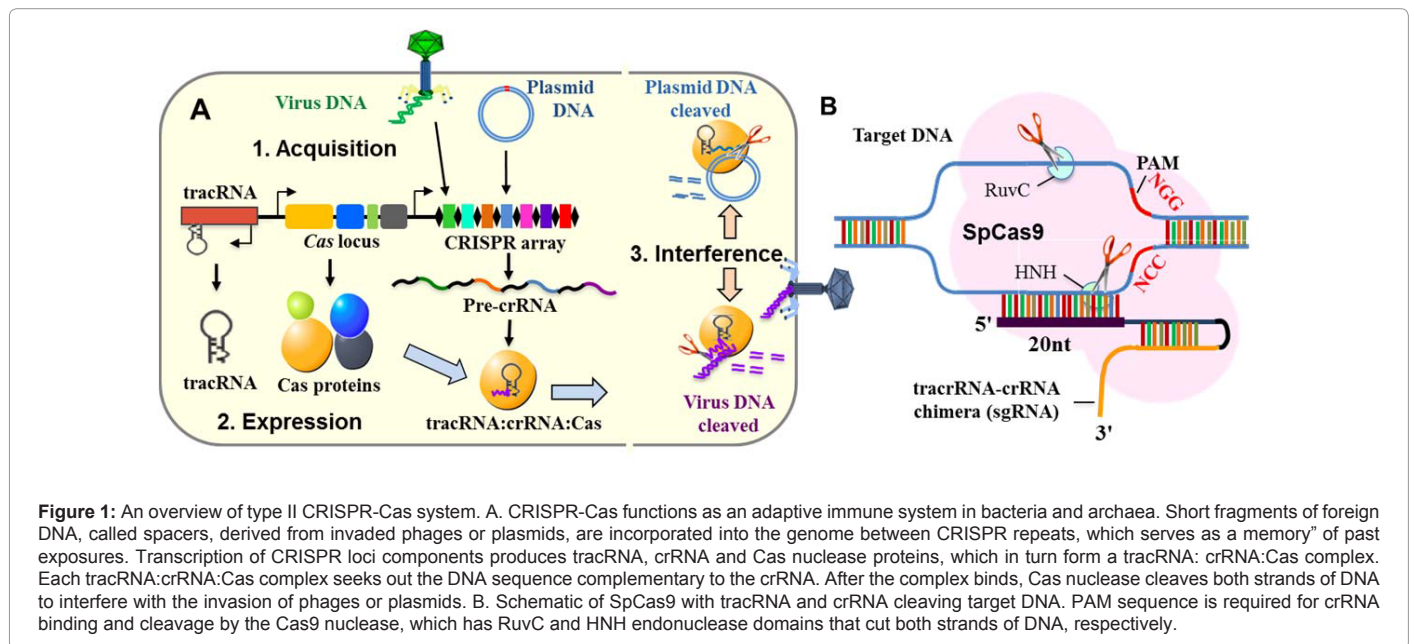 A
Virus DNA
Plasmid
DNA
1. Acquisition
tracRNA
Cas locus
CRISPR array
Pre-crRNA
tracRNA
Cas proteins
tracRNA:crRNA:Cas
2. Expression
Plasmid DNA
cleaved
3. Interference
Virus DNA
cleaved
B
Target DNA
RuvC
PAM
NGG
SpCas9
HNH
NCC
5'
20nt
tracrRNA-crRNA
chimera (sgRNA)
3'
Figure 1: An overview of type II CRISPR-Cas system. A. CRISPR-Cas functions as an adaptive immune system in bacteria and archaea. Short fragments of foreign
DNA, called spacers, derived from invaded phages or plasmids, are incorporated into the genome between CRISPR repeats, which serves as a memory” of past
exposures. Transcription of CRISPR loci components produces tracRNA, crRNA and Cas nuclease proteins, which in turn form a tracRNA: crRNA:Cas complex.
Each tracRNA:crRNA:Cas complex seeks out the DNA sequence complementary to the crRNA. After the complex binds, Cas nuclease cleaves both strands of DNA
to interfere with the invasion of phages or plasmids. B. Schematic of SpCas9 with tracRNA and crRNA cleaving target DNA. PAM sequence is required for crRNA
binding and cleavage by the Cas9 nuclease, which has RuvC and HNH endonuclease domains that cut both strands of DNA, respectively.